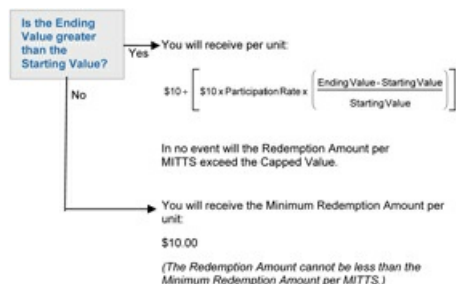 Is the Ending
Value greater
than the
Starting Value?
Yes
You will receive per unit:
$10 + [ $10 x Participation Rate x ( Ending Value - Starting Value
Starting Value ) ]
No
In no event will the Redemption Amount per
MITTS exceed the Capped Value.
You will receive the Minimum Redemption Amount per
unit:
$10.00
(The Redemption Amount cannot be less than the
Minimum Redemption Amount per MITTS.)